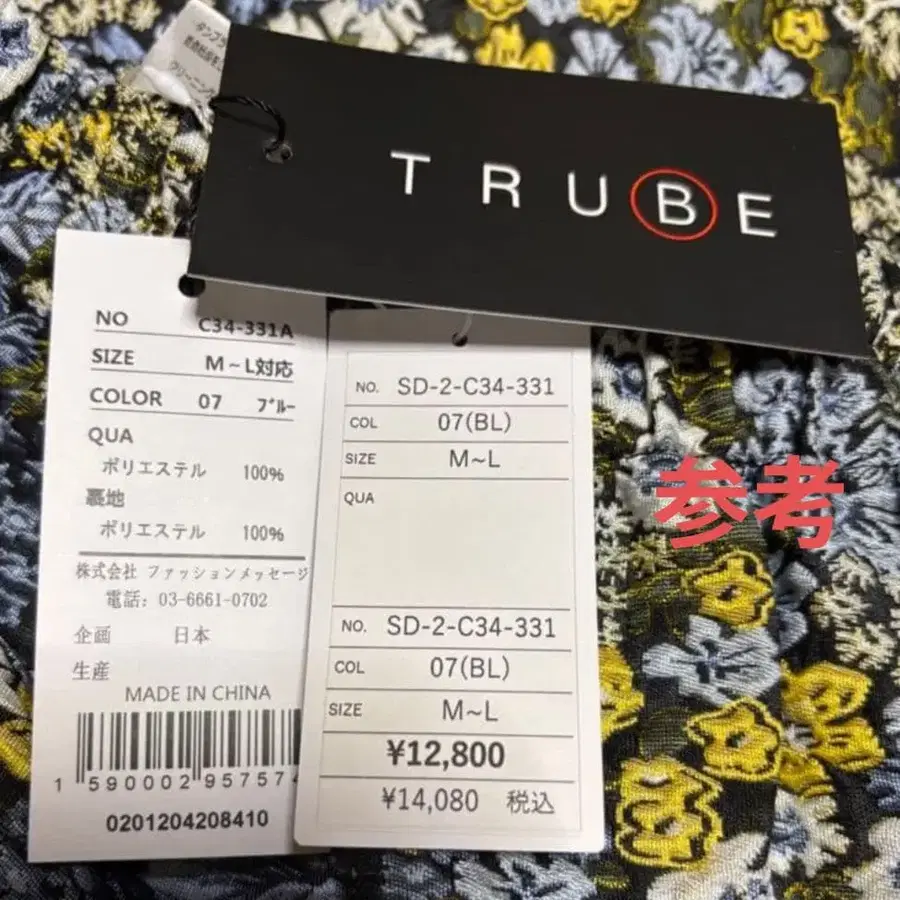 TRUBE
NO C34-331A
SIZE M~L対応
COLOR 07 ブルー
QUA
ポリエステル 100%
裏地
ポリエステル 100%
株式会社 ファッションメッセージ
電話: 03-6661-0702
企画 日本
生産
MADE IN CHINA
1 590002 957574
0201204208410
NO. SD-2-C34-331
COL 07(BL)
SIZE M~L
QUA
NO. SD-2-C34-331
COL 07(BL)
SIZE M~L
¥12,800
¥14,080 税込
参考